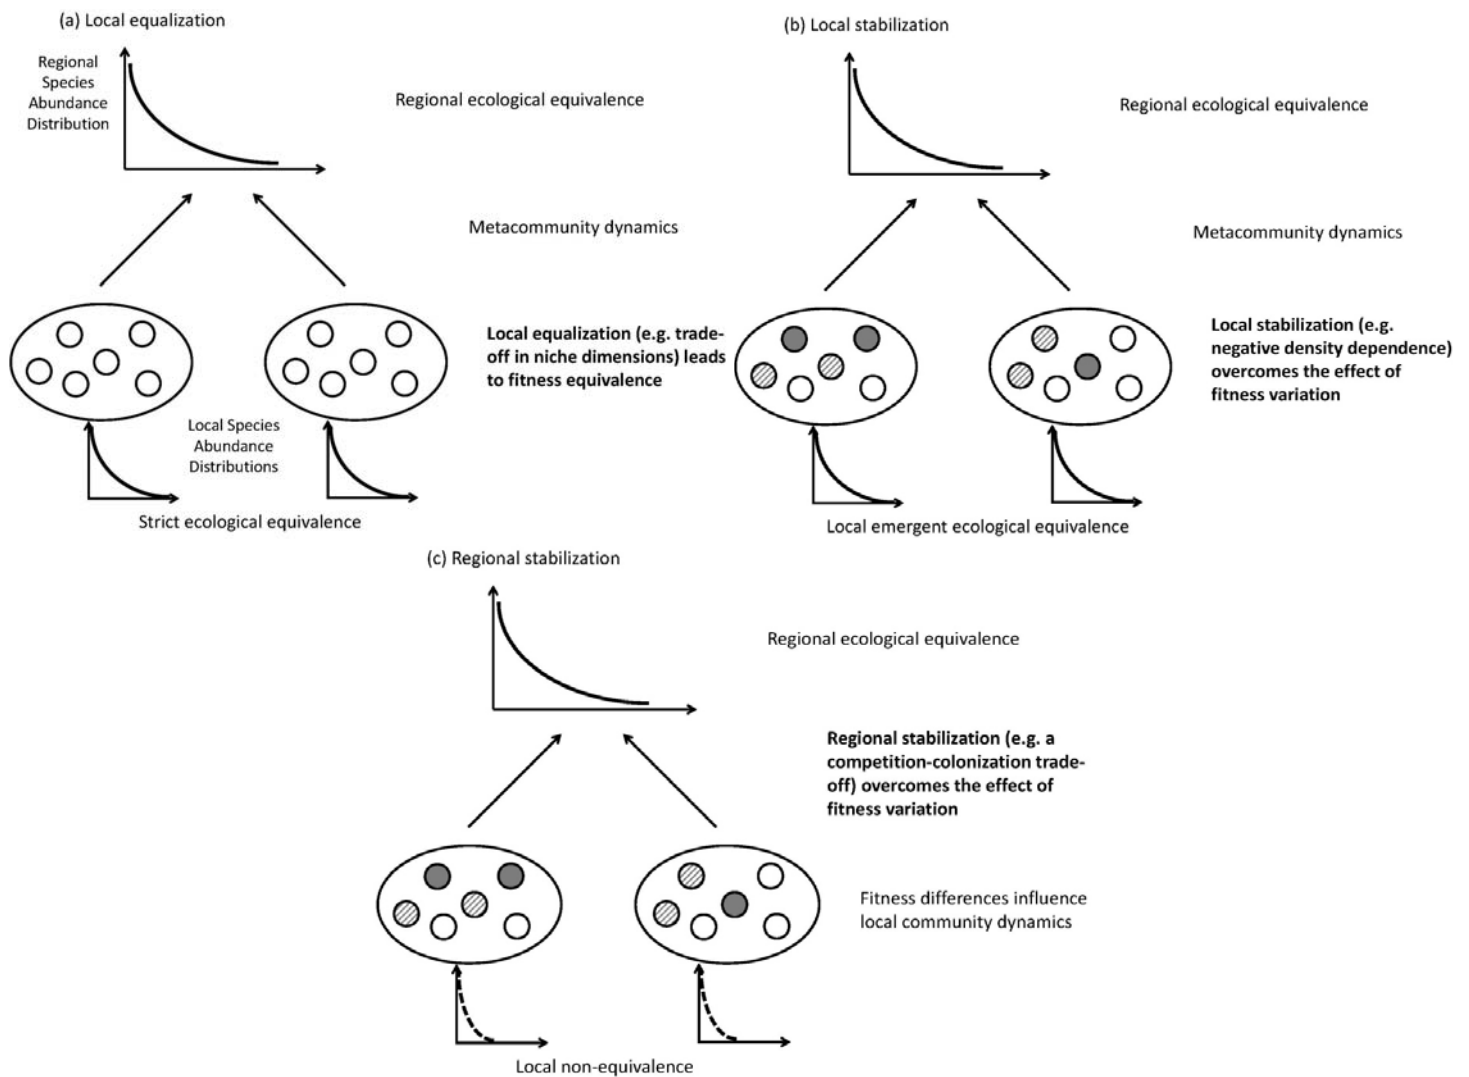 (a) Local equalization
Regional
Species
Abundance
Distribution
Regional ecological equivalence
Metacommunity dynamics
Local equalization (e.g. trade-
off in niche dimensions) leads
to fitness equivalence
Local Species
Abundance
Distributions
Strict ecological equivalence
(b) Local stabilization
Regional ecological equivalence
Metacommunity dynamics
Local stabilization (e.g.
negative density dependence)
overcomes the effect of
fitness variation
Local emergent ecological equivalence
(c) Regional stabilization
Regional ecological equivalence
Regional stabilization (e.g. a
competition-colonization trade-
off) overcomes the effect of
fitness variation
Fitness differences influence
local community dynamics
Local non-equivalence